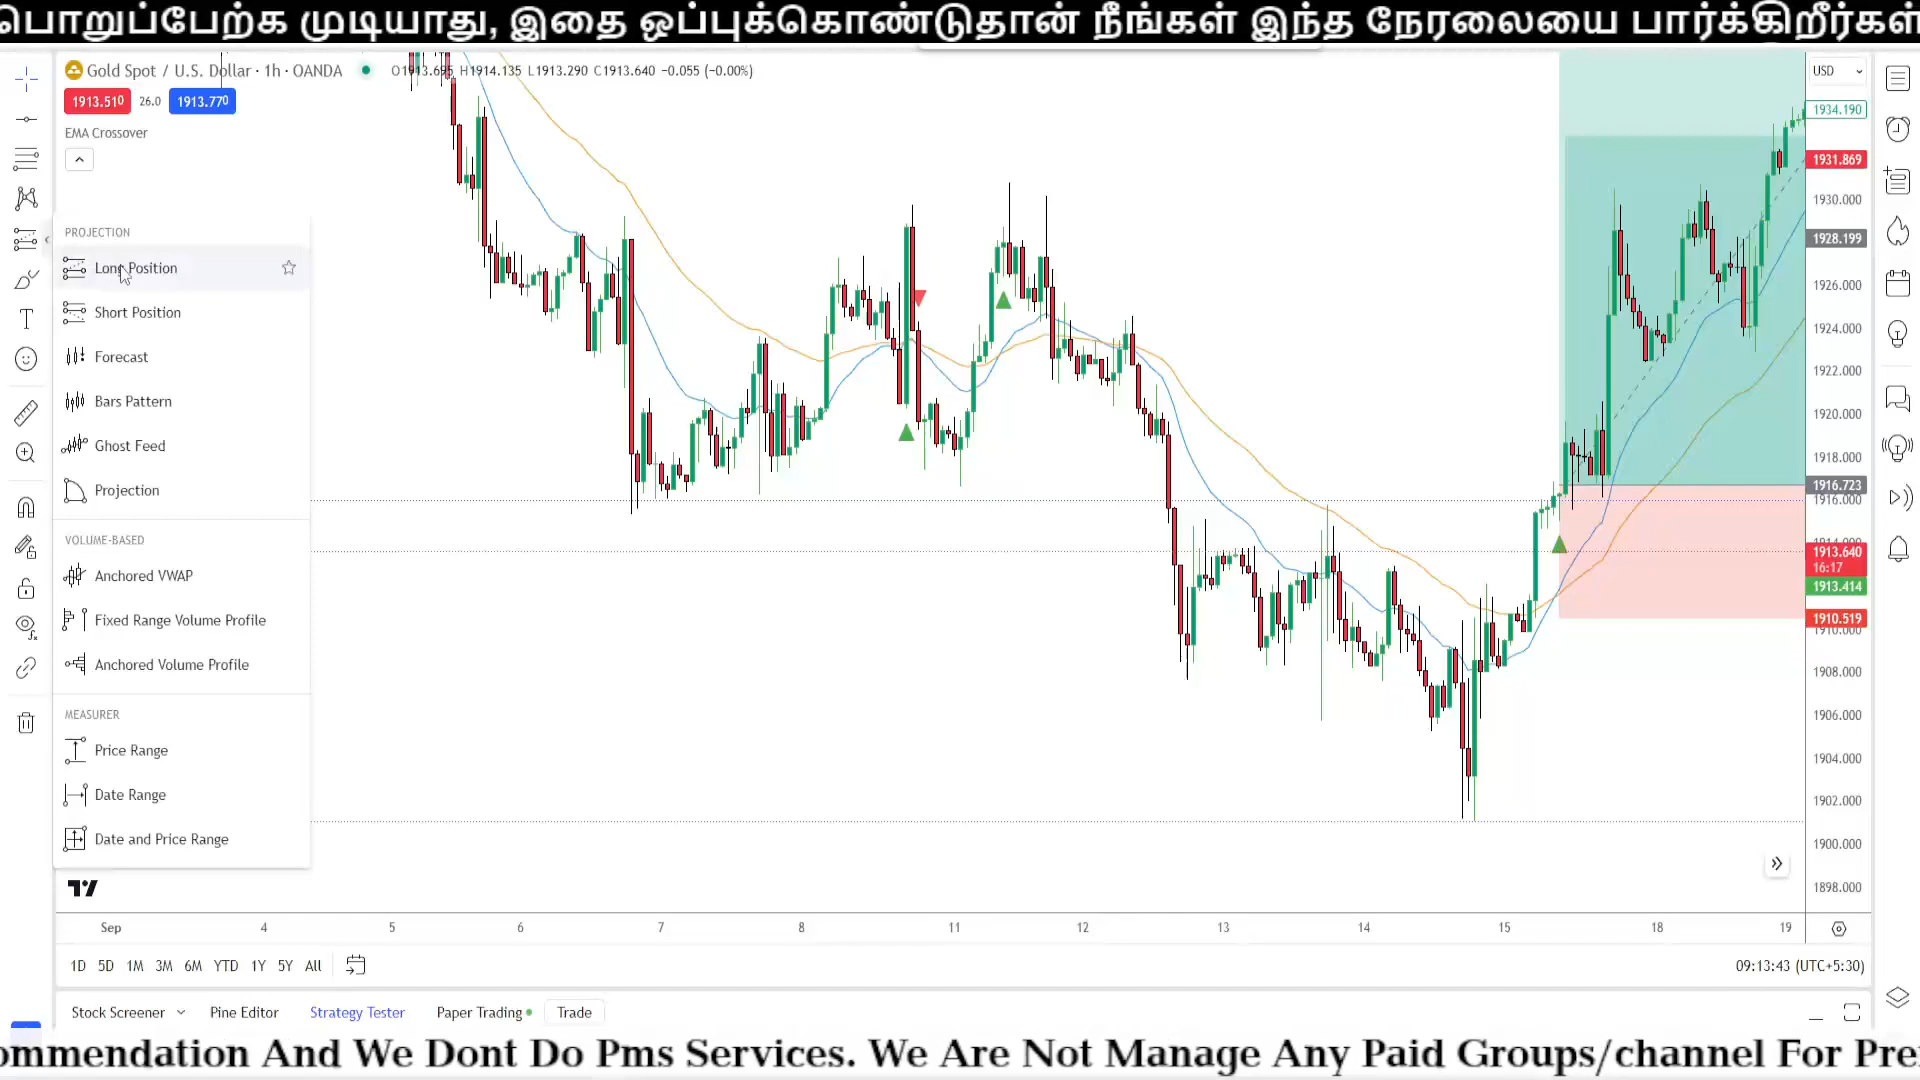 பொறுப்பேற்க முடியாது, இதை ஒப்புக்கொண்டுதான் நீங்கள் இந்த நேரலையை பார்க்கிறீர்கள்
Gold Spot / U.S. Dollar · 1h · OANDA
O1913.695 H1914.135 L1913.290 C1913.640 −0.055 (−0.00%)
USD
1913.510 26.0 1913.770
EMA Crossover
PROJECTION
Long Position
Short Position
Forecast
Bars Pattern
Ghost Feed
Projection
VOLUME-BASED
Anchored VWAP
Fixed Range Volume Profile
Anchored Volume Profile
MEASURER
Price Range
Date Range
Date and Price Range
1934.190
1931.869
1930.000
1928.199
1926.000
1924.000
1922.000
1920.000
1918.000
1916.723
1916.000
1913.640
16:17
1913.414
1910.519
1910.000
1908.000
1906.000
1904.000
1902.000
1900.000
1898.000
Sep 4 5 6 7 8 11 12 13 14 15 18 19
1D 5D 1M 3M 6M YTD 1Y 5Y All
09:13:43 (UTC+5:30)
Stock Screener Pine Editor Strategy Tester Paper Trading Trade
ommendation And We Dont Do Pms Services. We Are Not Manage Any Paid Groups/channel For Pre